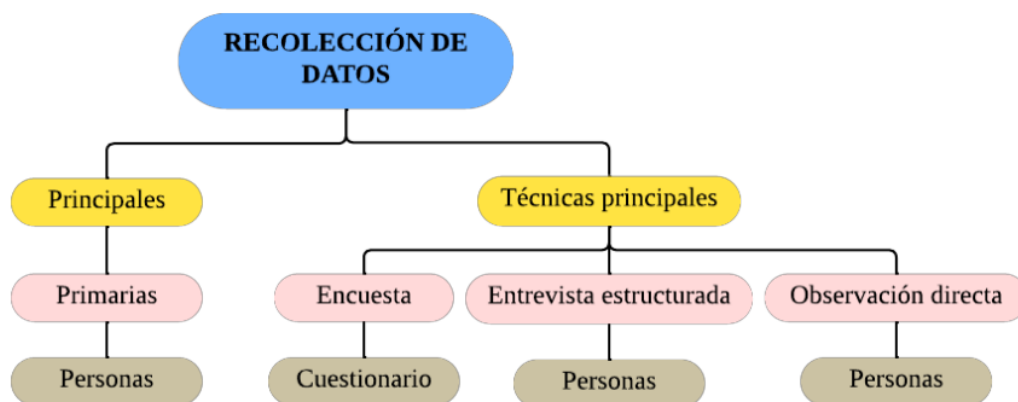 RECOLECCIÓN DE
DATOS
Principales
Técnicas principales
Primarias
Encuesta
Entrevista estructurada
Observación directa
Personas
Cuestionario
Personas
Personas